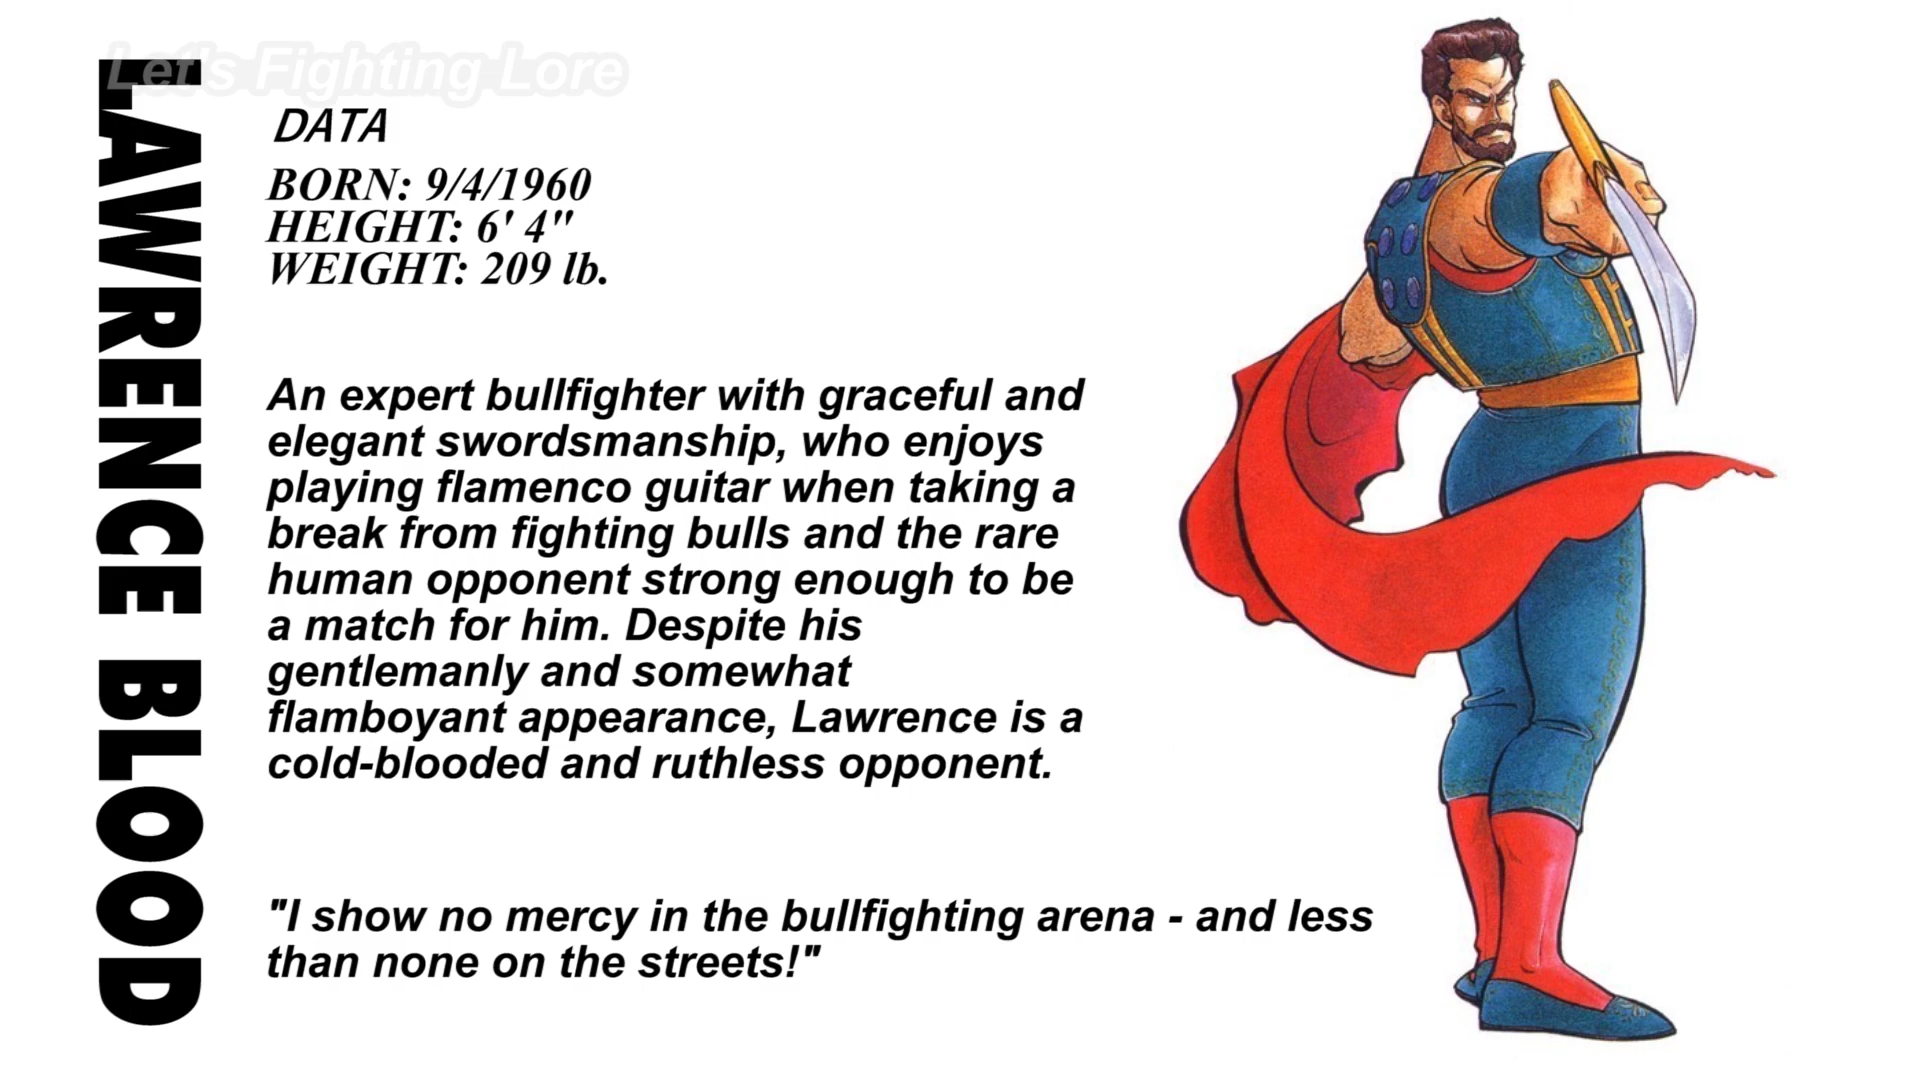 Let's Fighting Lore
LAWRENCE BLOOD
DATA
BORN: 9/4/1960
HEIGHT: 6' 4"
WEIGHT: 209 lb.
An expert bullfighter with graceful and
elegant swordsmanship, who enjoys
playing flamenco guitar when taking a
break from fighting bulls and the rare
human opponent strong enough to be
a match for him. Despite his
gentlemanly and somewhat
flamboyant appearance, Lawrence is a
cold-blooded and ruthless opponent.
"I show no mercy in the bullfighting arena - and less
than none on the streets!"